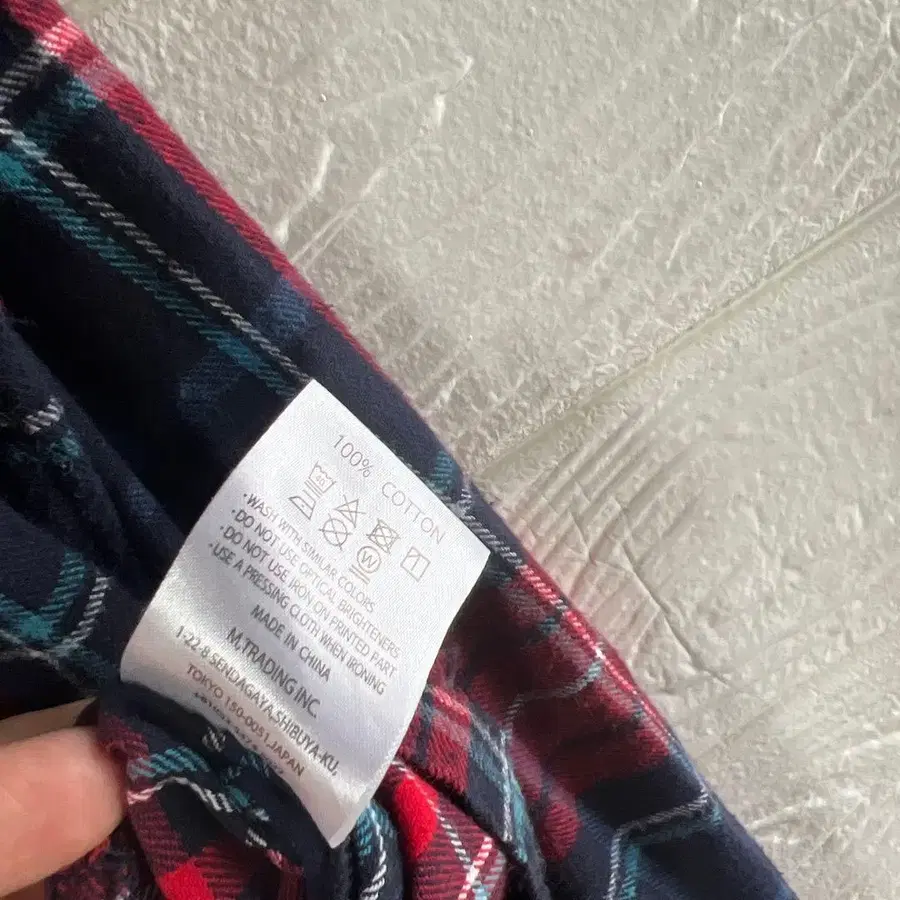 100% COTTON
40
W
·WASH WITH SIMILAR COLORS
·DO NOT USE OPTICAL BRIGHTENERS
·DO NOT USE IRON ON PRINTED PART
·USE A PRESSING CLOTH WHEN IRONING
MADE IN CHINA
M.TRADING INC.
1-22-8 SENDAGAYA,SHIBUYA-KU,
TOKYO 150-0051,JAPAN